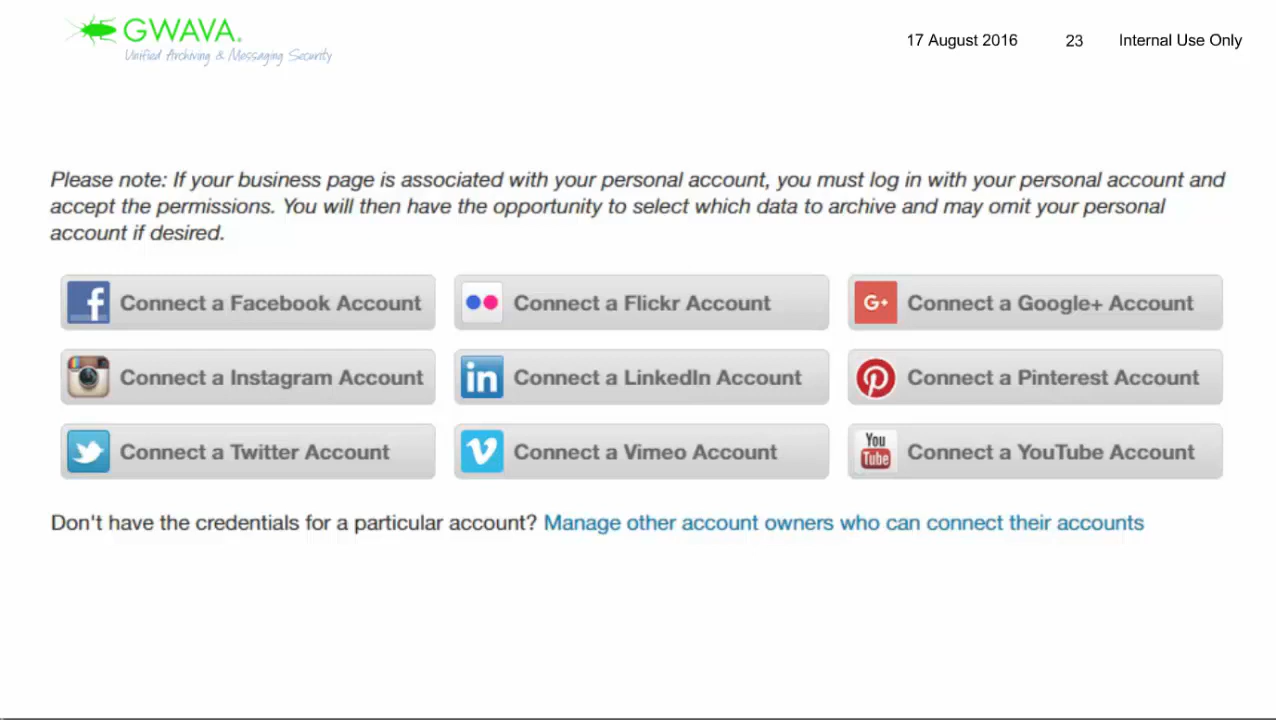 GWAVA.
Unified Archiving & Messaging Security
17 August 2016 23 Internal Use Only
Please note: If your business page is associated with your personal account, you must log in with your personal account and
accept the permissions. You will then have the opportunity to select which data to archive and may omit your personal
account if desired.
f Connect a Facebook Account
Connect a Flickr Account
G+ Connect a Google+ Account
Connect a Instagram Account
in Connect a LinkedIn Account
Connect a Pinterest Account
Connect a Twitter Account
Connect a Vimeo Account
You
Tube Connect a YouTube Account
Don't have the credentials for a particular account? Manage other account owners who can connect their accounts